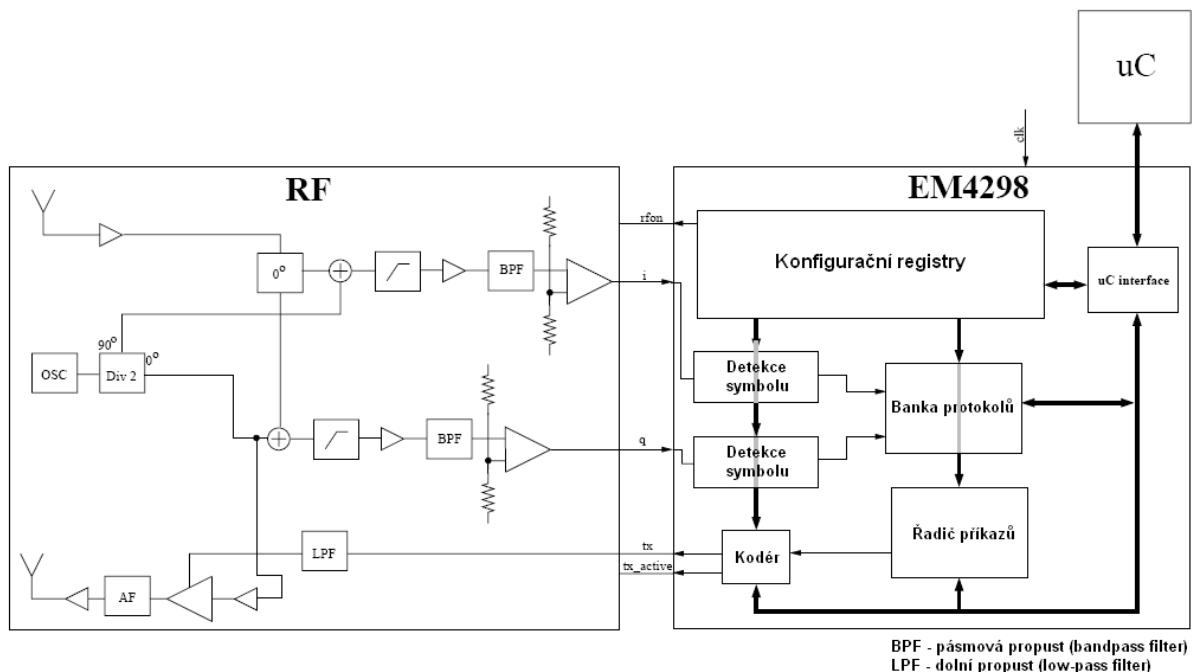 uC
clk
RF
EM4298
rfon
Konfigurační registry
0°
BPF
i
uC interface
90°
0°
OSC
Div 2
Detekce
symbolu
Banka protokolů
BPF
q
Detekce
symbolu
Řadič příkazů
LPF
tx
Kodér
tx_active
AF
BPF - pásmová propust (bandpass filter)
LPF - dolní propust (low-pass filter)